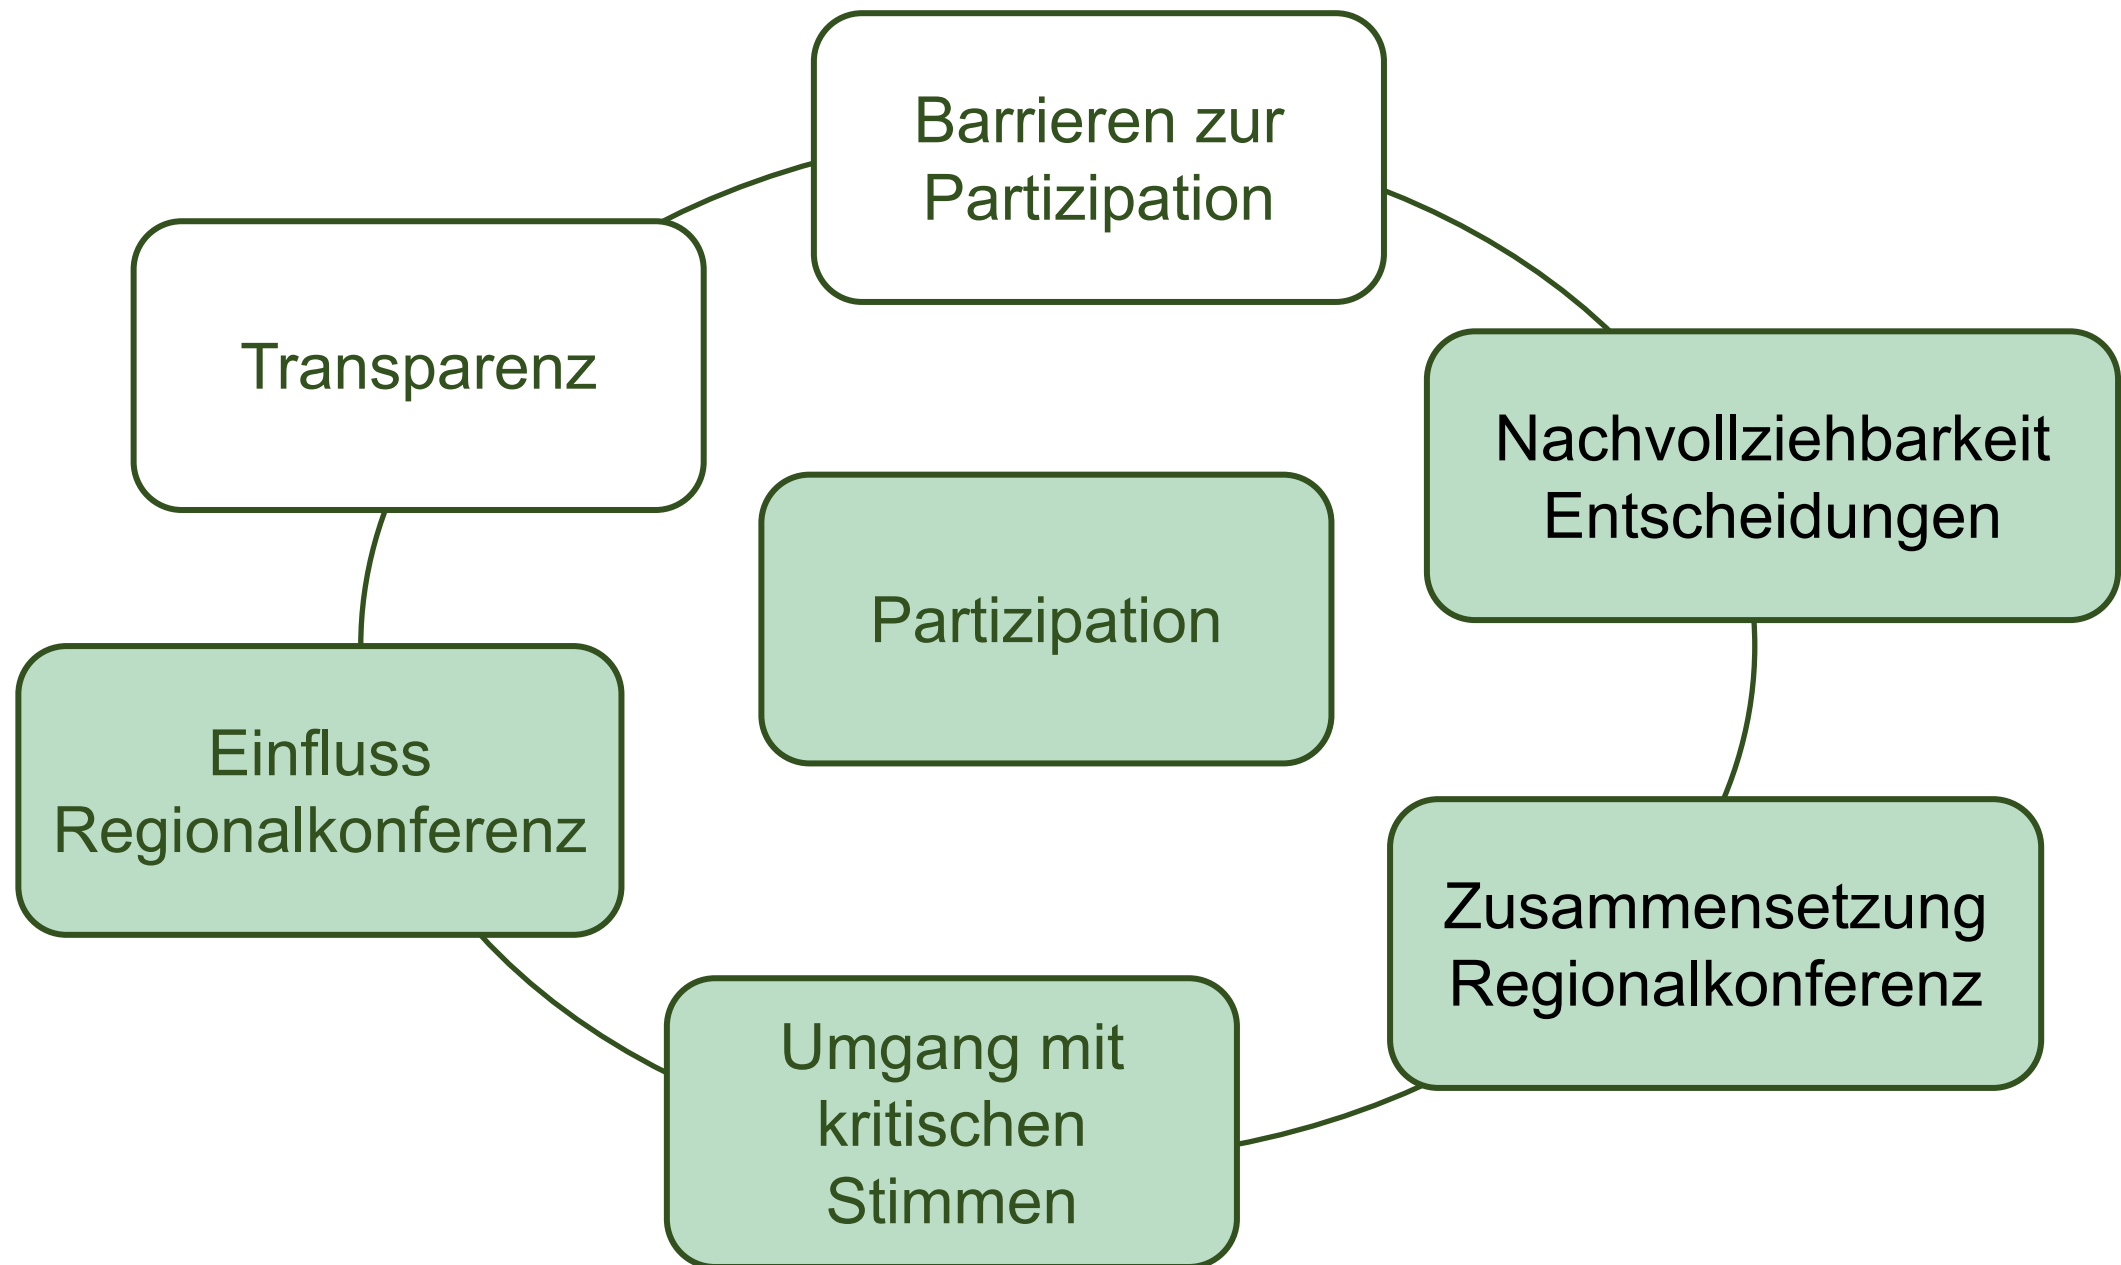 Barrieren zur
Partizipation
Transparenz
Nachvollziehbarkeit
Entscheidungen
Partizipation
Einfluss
Regionalkonferenz
Zusammensetzung
Regionalkonferenz
Umgang mit
kritischen
Stimmen